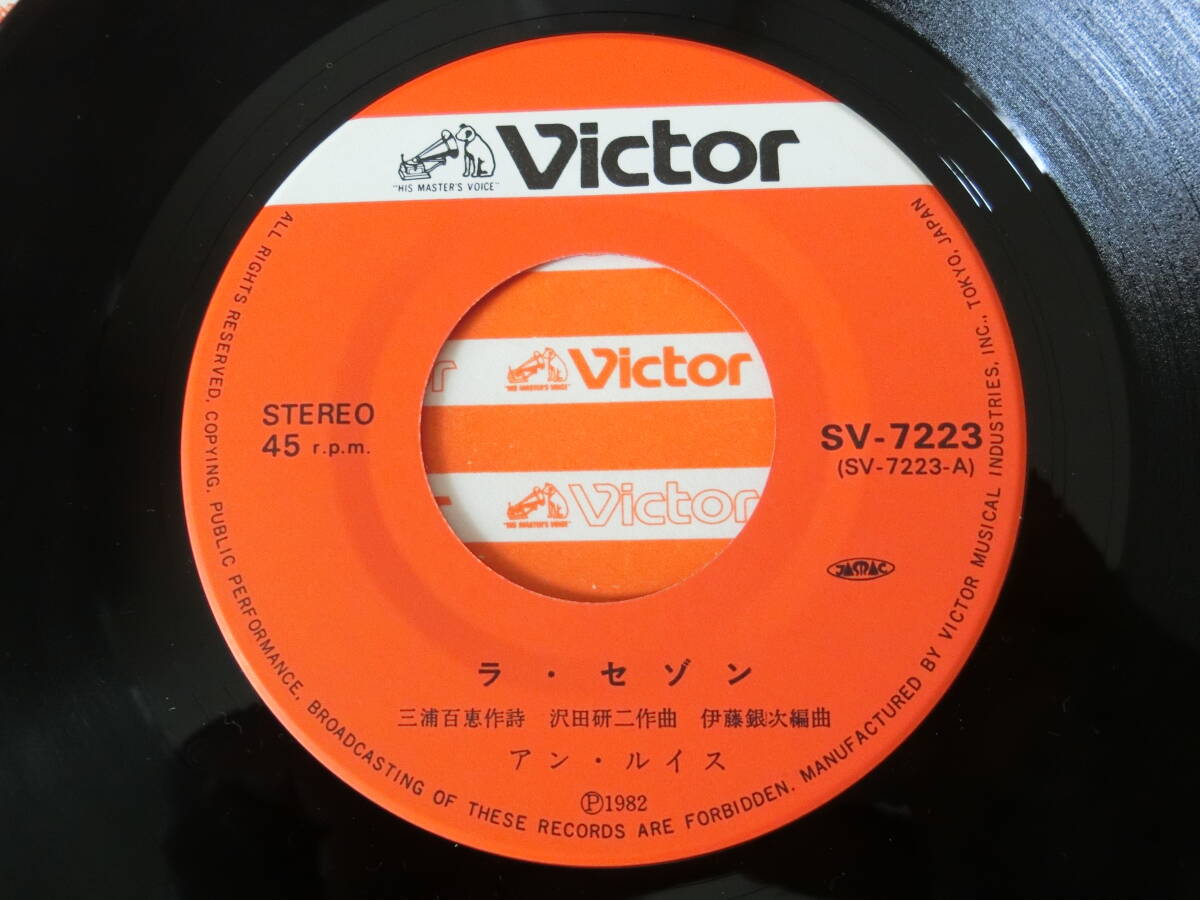 Victor
"HIS MASTER'S VOICE"
ALL RIGHTS RESERVED, COPYING, PUBLIC PERFORMANCE, BROADCASTING OF THESE RECORDS ARE FORBIDDEN. MANUFACTURED BY VICTOR MUSICAL INDUSTRIES, INC., TOKYO, JAPAN
r Victor
"HIS MASTER'S VOICE"
STEREO
45 r.p.m.
SV-7223
(SV-7223-A)
Victor
"HIS MASTER'S VOICE"
JASRAC
ラ・セゾン
三浦百恵作詩 沢田研二作曲 伊藤銀次編曲
アン・ルイス
Ⓟ1982